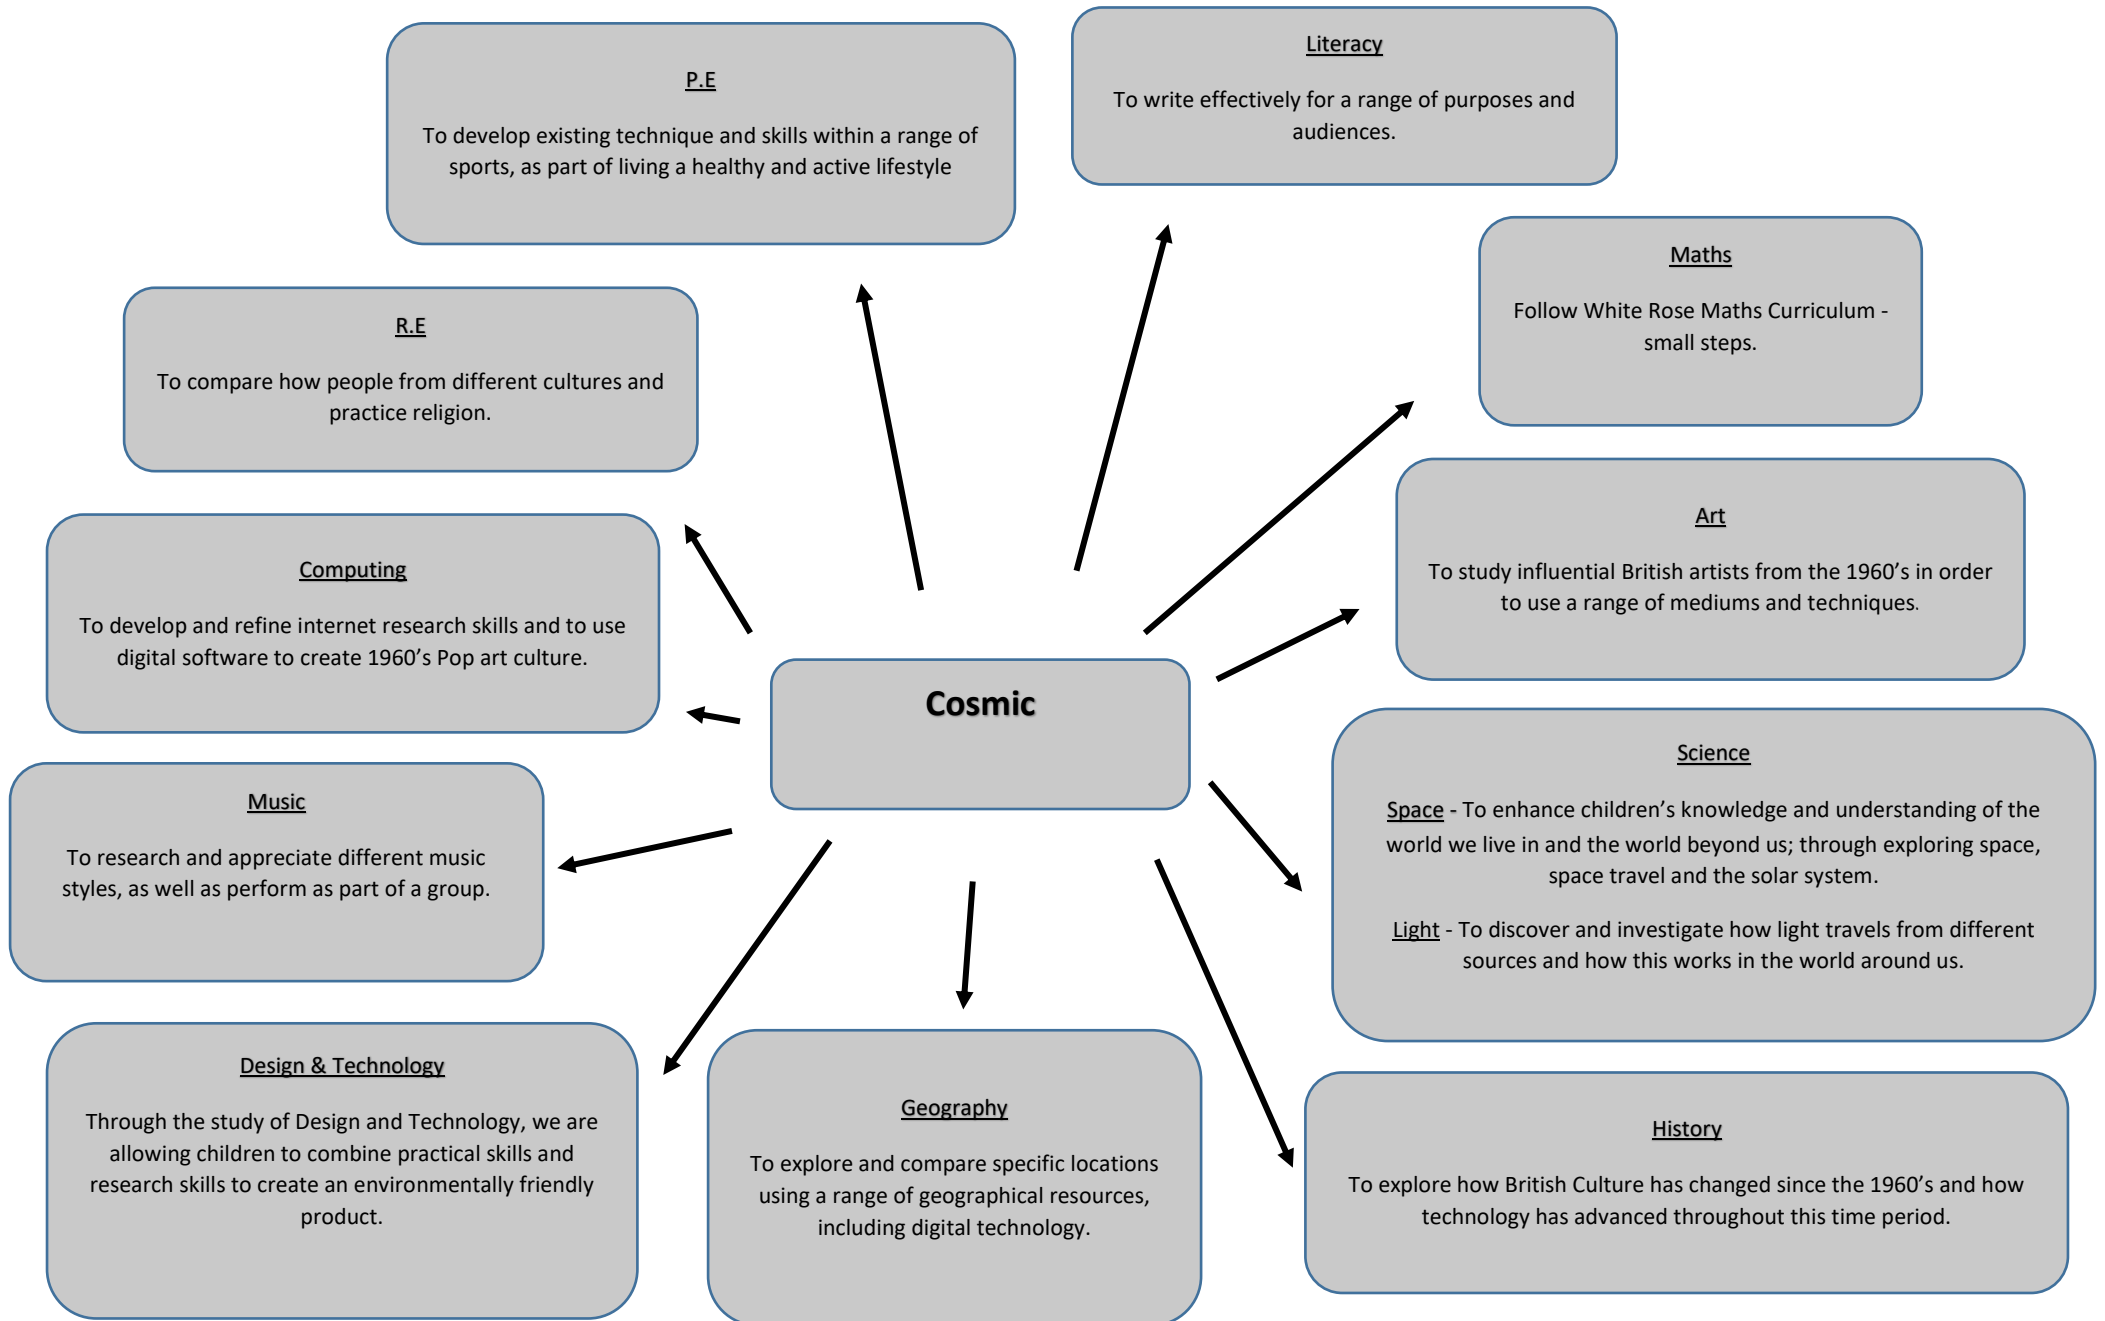 P.E
To develop existing technique and skills within a range of
sports, as part of living a healthy and active lifestyle
Literacy
To write effectively for a range of purposes and
audiences.
Maths
Follow White Rose Maths Curriculum -
small steps.
R.E
To compare how people from different cultures and
practice religion.
Art
To study influential British artists from the 1960’s in order
to use a range of mediums and techniques.
Computing
To develop and refine internet research skills and to use
digital software to create 1960’s Pop art culture.
Cosmic
Science
Space - To enhance children’s knowledge and understanding of the
world we live in and the world beyond us; through exploring space,
space travel and the solar system.
Light - To discover and investigate how light travels from different
sources and how this works in the world around us.
Music
To research and appreciate different music
styles, as well as perform as part of a group.
Design & Technology
Through the study of Design and Technology, we are
allowing children to combine practical skills and
research skills to create an environmentally friendly
product.
Geography
To explore and compare specific locations
using a range of geographical resources,
including digital technology.
History
To explore how British Culture has changed since the 1960’s and how
technology has advanced throughout this time period.